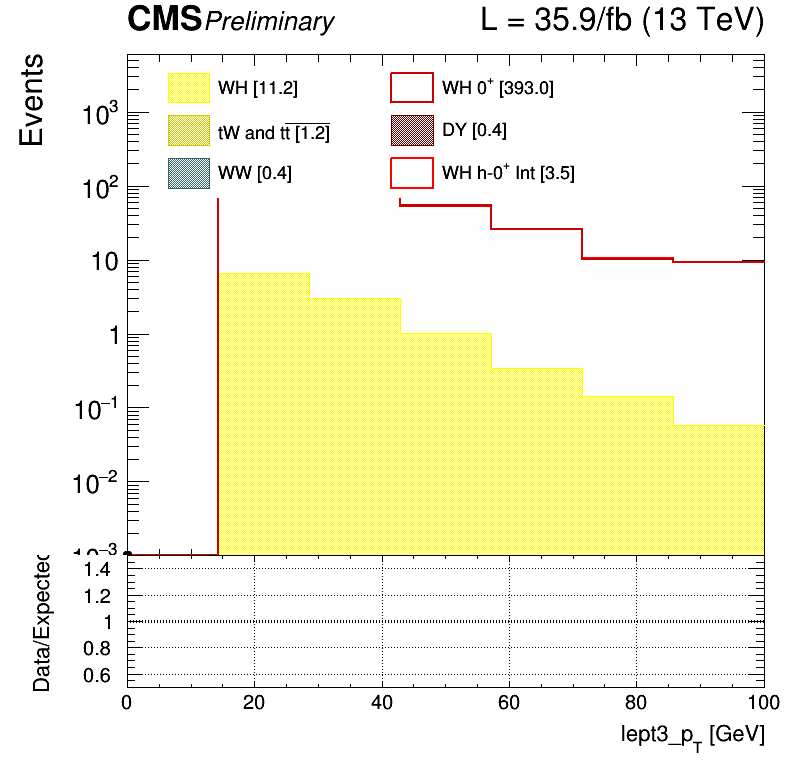 CMS Preliminary L = 35.9/fb (13 TeV)
Events
WH [11.2] WH 0⁺ [393.0]
tW and tt̅ [1.2] DY [0.4]
WW [0.4] WH h-0⁺ Int [3.5]
10³
10²
10
1
10⁻¹
10⁻²
10⁻³
Data/Expected
1.4
1.2
1
0.8
0.6
0 20 40 60 80 100
lept3_p_T [GeV]